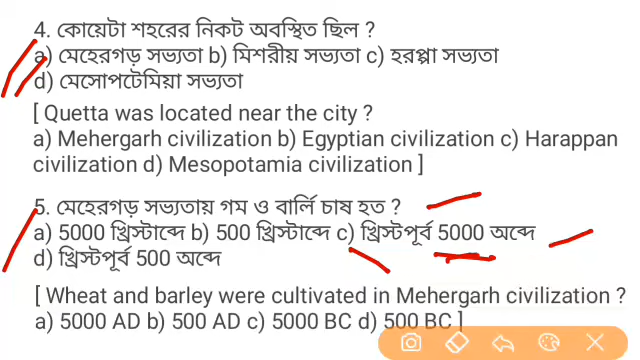 4. কোয়েটা শহরের নিকট অবস্থিত ছিল ?
a) মেহেরগড় সভ্যতা b) মিশরীয় সভ্যতা c) হরপ্পা সভ্যতা
d) মেসোপটেমিয়া সভ্যতা
[ Quetta was located near the city ?
a) Mehergarh civilization b) Egyptian civilization c) Harappan
civilization d) Mesopotamia civilization ]
5. মেহেরগড় সভ্যতায় গম ও বার্লি চাষ হত ?
a) 5000 খ্রিস্টাব্দে b) 500 খ্রিস্টাব্দে c) খ্রিস্টপূর্ব 5000 অব্দে
d) খ্রিস্টপূর্ব 500 অব্দে
[ Wheat and barley were cultivated in Mehergarh civilization ?
a) 5000 AD b) 500 AD c) 5000 BC d) 500 BC ]